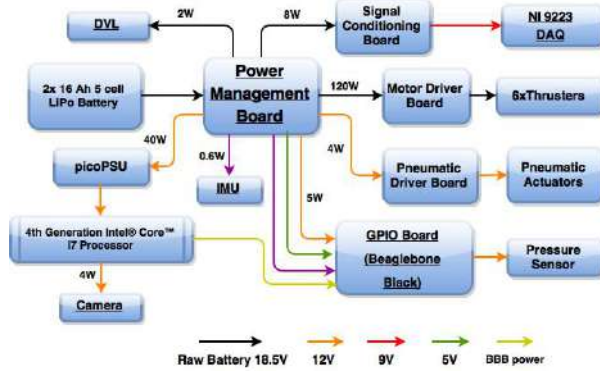 2W
8W
DVL
Signal
Conditioning
Board
NI 9223
DAQ
2x 16 Ah 5 cell
LiPo Battery
Power
Management
Board
120W
Motor Driver
Board
6xThrusters
40W
0.6W
4W
picoPSU
IMU
5W
Pneumatic
Driver Board
Pneumatic
Actuators
4th Generation Intel® Core™
i7 Processor
GPIO Board
(Beaglebone
Black)
Pressure
Sensor
4W
Camera
Raw Battery 18.5V
12V
9V
5V
BBB power